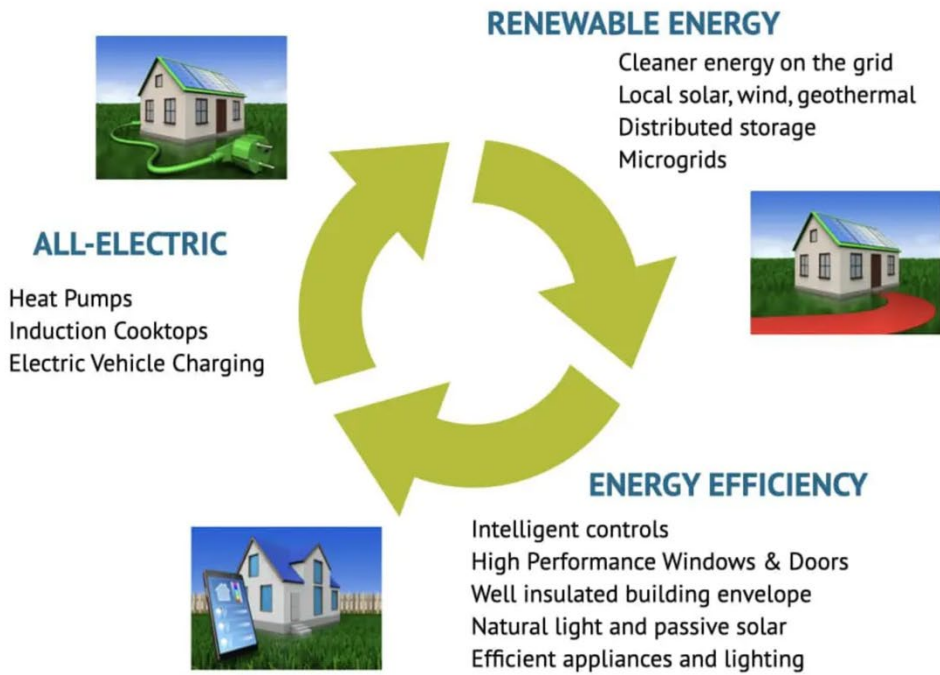 RENEWABLE ENERGY
Cleaner energy on the grid
Local solar, wind, geothermal
Distributed storage
Microgrids
ALL-ELECTRIC
Heat Pumps
Induction Cooktops
Electric Vehicle Charging
ENERGY EFFICIENCY
Intelligent controls
High Performance Windows & Doors
Well insulated building envelope
Natural light and passive solar
Efficient appliances and lighting